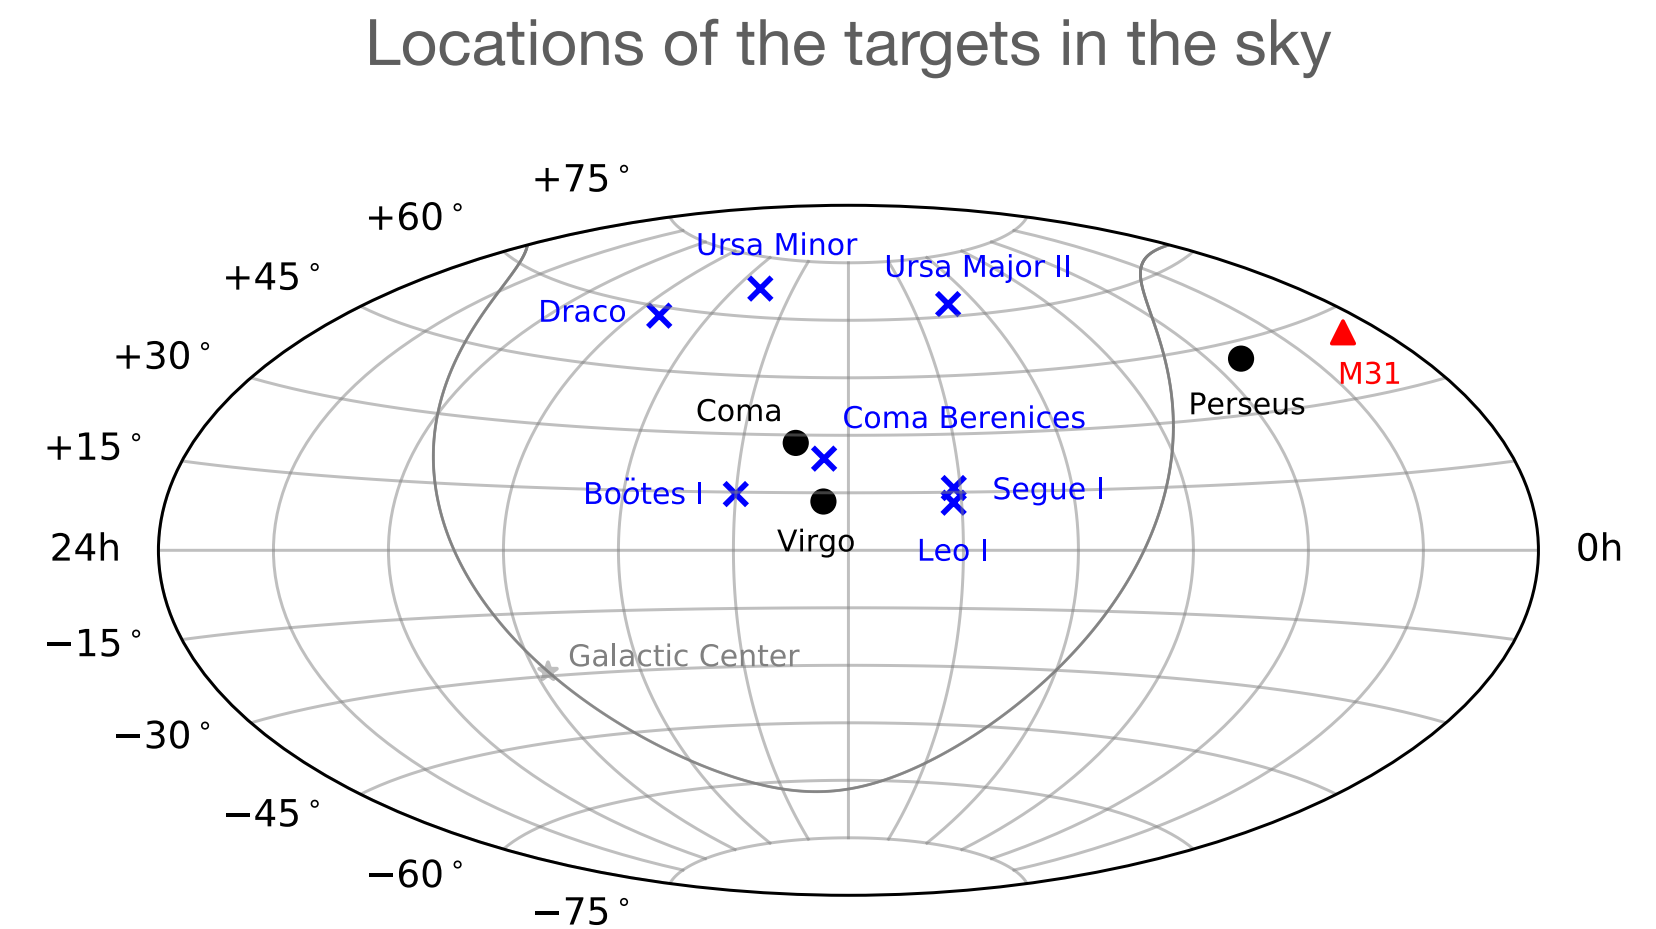 Locations of the targets in the sky
+75°
+60°
Ursa Minor
Ursa Major II
+45°
Draco
+30°
M31
Perseus
Coma
Coma Berenices
+15°
Boötes I
Segue I
Virgo
Leo I
24h
0h
−15°
Galactic Center
−30°
−45°
−60°
−75°